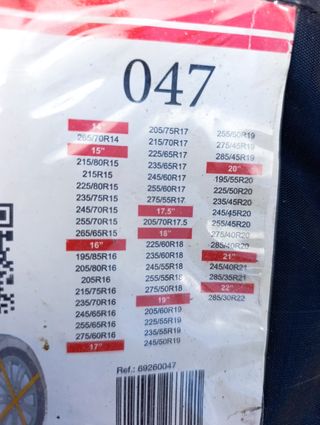 047
14"
265/70R14
15"
215/80R15
215R15
225/80R15
235/75R15
245/70R15
255/70R15
265/65R15
16"
195/85R16
205/80R16
205R16
215/75R16
235/70R16
245/65R16
255/65R16
275/60R16
17"
205/75R17
215/70R17
225/65R17
235/65R17
245/60R17
255/60R17
275/55R17
17,5"
205/70R17.5
18"
225/60R18
235/60R18
245/55R18
255/55R18
275/50R18
19"
205/60R19
225/55R19
235/55R19
245/50R19
255/50R19
275/45R19
285/45R19
20"
195/55R20
225/50R20
235/45R20
245/45R20
255/45R20
275/40R20
285/40R20
21"
245/40R21
285/35R21
22"
285/30R22
Ref.: 69260047